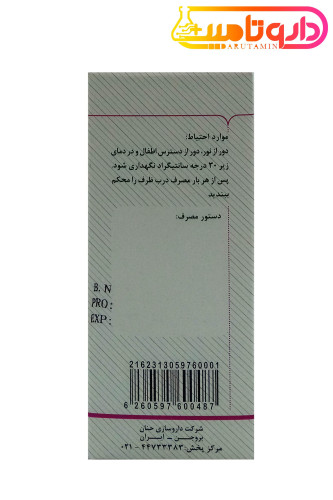 داروتامین
DARUTAMIN
موارد احتیاط:
دور از نور، دور از دسترس اطفال و در دمای
زیر ۳۰ درجه سانتیگراد نگهداری شود.
پس از هر بار مصرف درب ظرف را محکم
ببندید
دستور مصرف:
B. N
PRO:
EXP:
2162313059760001
6 260597 600487
شرکت داروسازی حنان
بروجن - ایران
مرکز پخش: ۴۴۷۳۳۳۸۳ - ۰۲۱